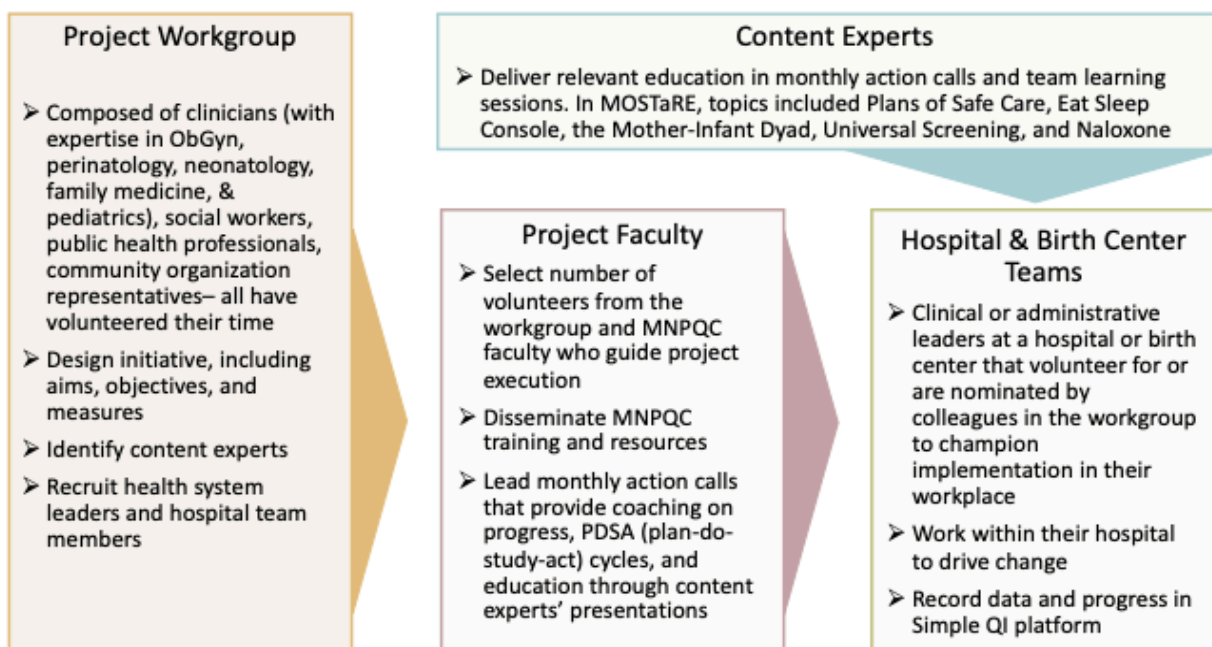 Project Workgroup
➢ Composed of clinicians (with
expertise in ObGyn,
perinatology, neonatology,
family medicine, &
pediatrics), social workers,
public health professionals,
community organization
representatives– all have
volunteered their time
➢ Design initiative, including
aims, objectives, and
measures
➢ Identify content experts
➢ Recruit health system
leaders and hospital team
members
Content Experts
➢ Deliver relevant education in monthly action calls and team learning
sessions. In MOSTaRE, topics included Plans of Safe Care, Eat Sleep
Console, the Mother-Infant Dyad, Universal Screening, and Naloxone
Project Faculty
➢ Select number of
volunteers from the
workgroup and MNPQC
faculty who guide project
execution
➢ Disseminate MNPQC
training and resources
➢ Lead monthly action calls
that provide coaching on
progress, PDSA (plan-do-
study-act) cycles, and
education through content
experts’ presentations
Hospital & Birth Center
Teams
➢ Clinical or administrative
leaders at a hospital or birth
center that volunteer for or
are nominated by
colleagues in the workgroup
to champion
implementation in their
workplace
➢ Work within their hospital
to drive change
➢ Record data and progress in
Simple QI platform